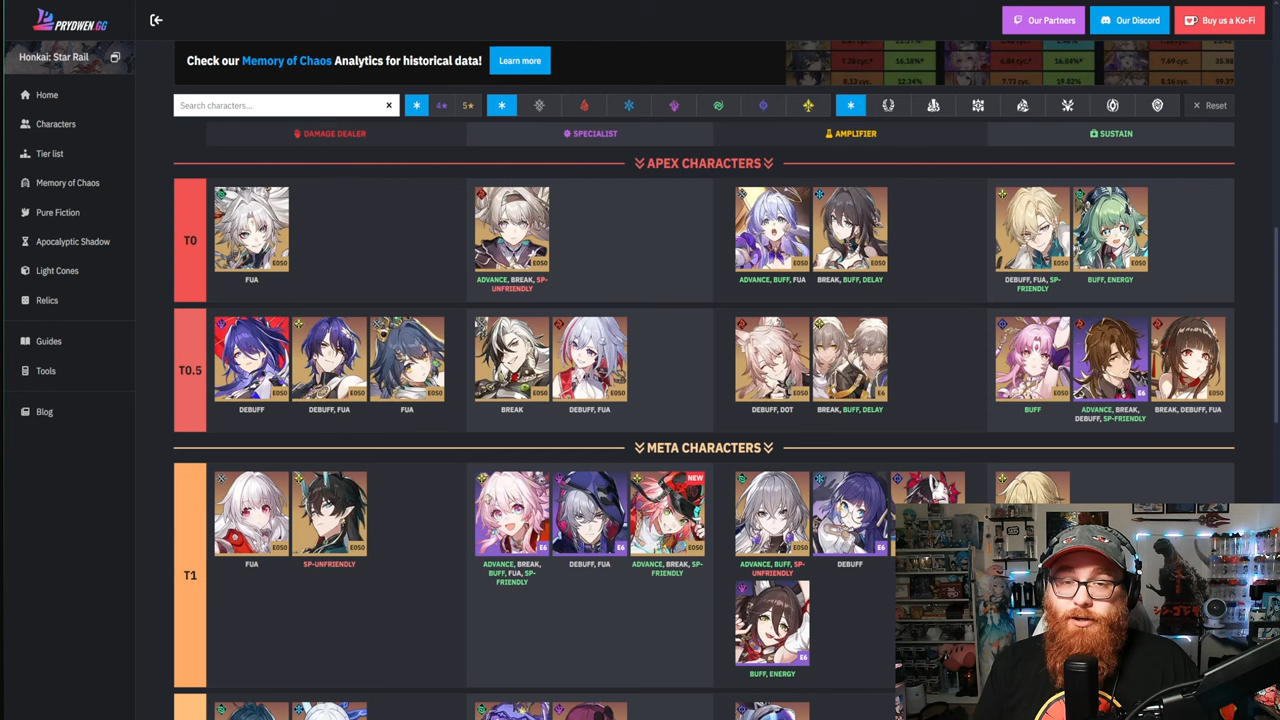 PRYDWEN.GG
Our Partners
Our Discord
Buy us a Ko-Fi
Honkai: Star Rail
Home
Characters
Tier list
Memory of Chaos
Pure Fiction
Apocalyptic Shadow
Light Cones
Relics
Guides
Tools
Blog
Check our Memory of Chaos Analytics for historical data!
Learn more
Search characters...
4★
5★
Reset
DAMAGE DEALER
SPECIALIST
AMPLIFIER
SUSTAIN
APEX CHARACTERS
T0
E0S0
E0S0
E0S0
E0S0
E0S0
E0S0
FUA
ADVANCE, BREAK, SP-
UNFRIENDLY
ADVANCE, BUFF, FUA
BREAK, BUFF, DELAY
DEBUFF, FUA, SP-
FRIENDLY
BUFF, ENERGY
T0.5
E0S0
E0S0
E0S0
E0S0
E0S0
E0S0
E6
E0S0
E6
E0S0
DEBUFF
DEBUFF, FUA
FUA
BREAK
DEBUFF, FUA
DEBUFF, DOT
BREAK, BUFF, DELAY
BUFF
ADVANCE, BREAK,
DEBUFF, SP-FRIENDLY
BREAK, DEBUFF, FUA
META CHARACTERS
T1
NEW
E0S0
E0S0
E6
E6
E0S0
E0S0
E6
FUA
SP-UNFRIENDLY
ADVANCE, BREAK,
BUFF, FUA, SP-
FRIENDLY
DEBUFF, FUA
ADVANCE, BREAK, SP-
FRIENDLY
ADVANCE, BUFF, SP-
UNFRIENDLY
DEBUFF
E6
BUFF, ENERGY